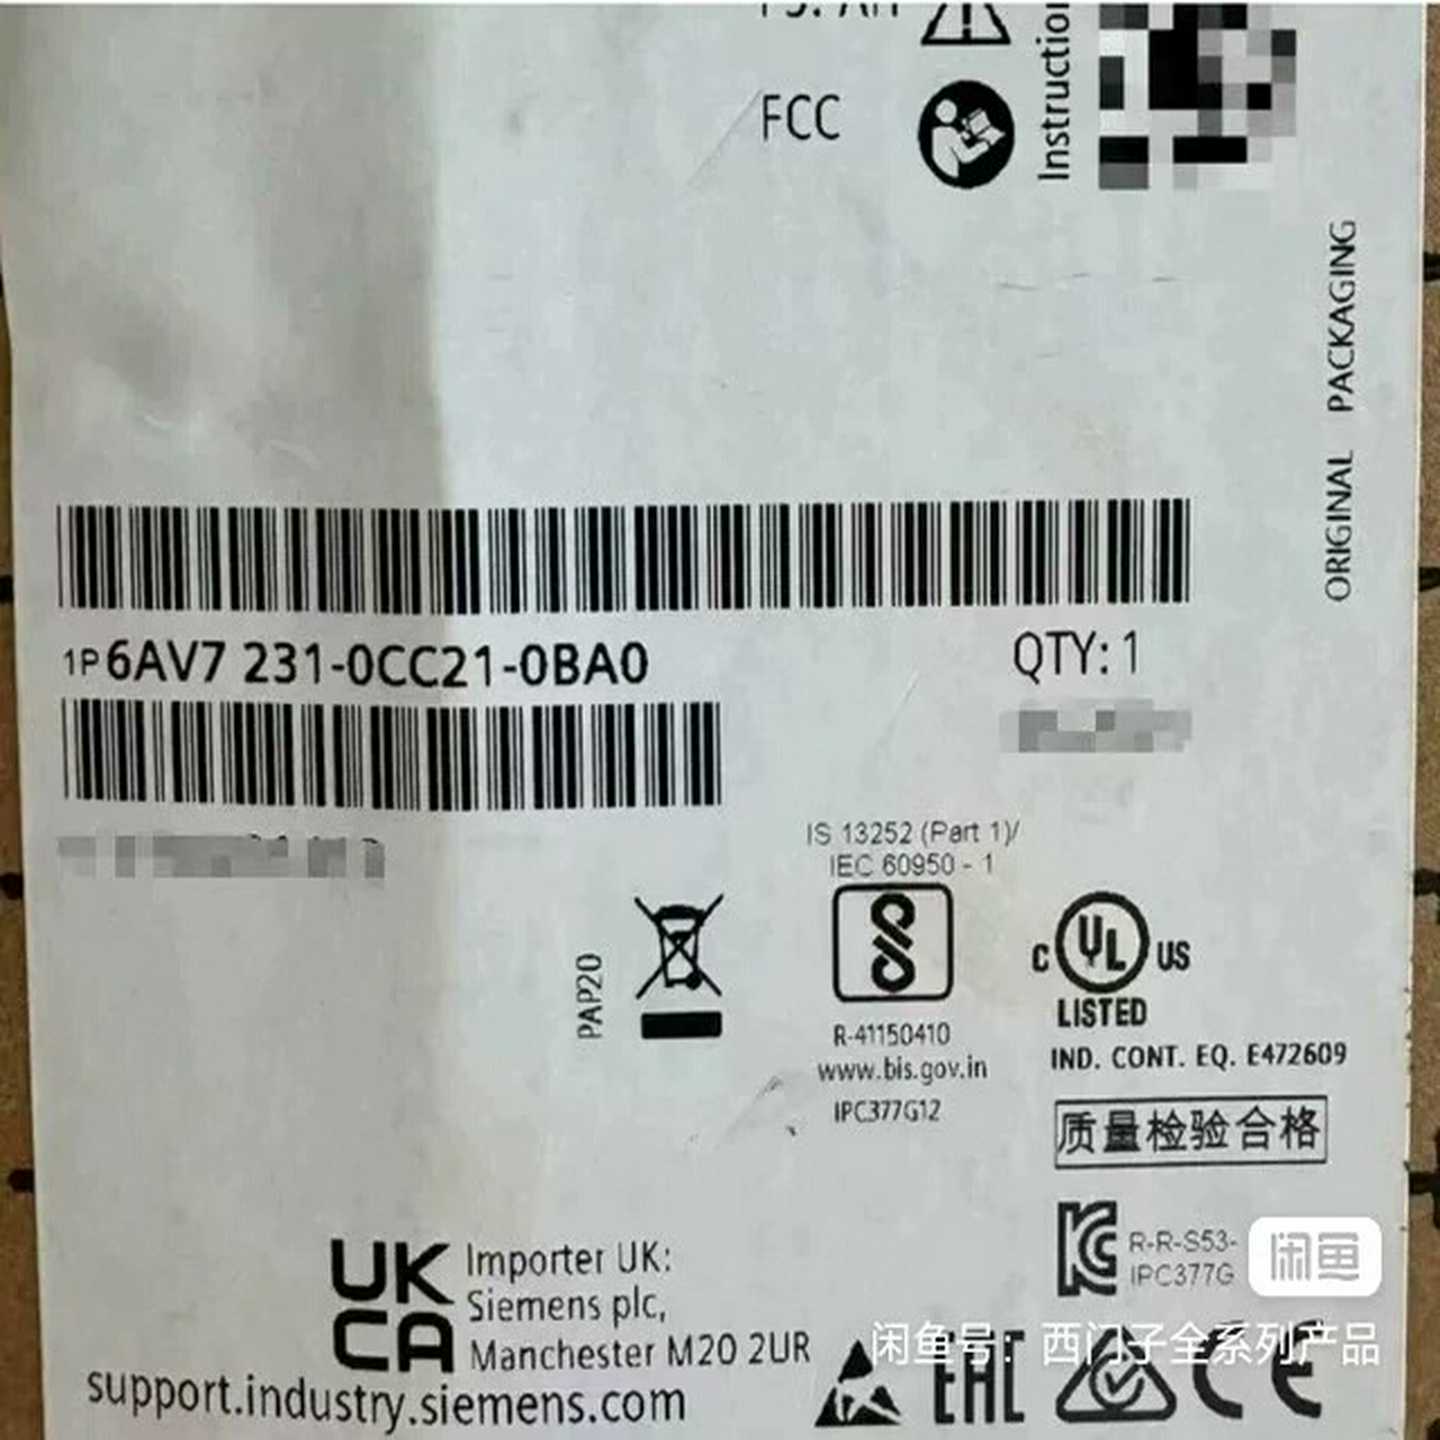 FCC
Instruction
ORIGINAL PACKAGING
1P 6AV7 231-0CC21-0BA0
QTY: 1
IS 13252 (Part 1)/
IEC 60950 - 1
PAP20
R-41150410
www.bis.gov.in
IPC377G12
C UL US
LISTED
IND. CONT. EQ. E472609
质量检验合格
R-R-S53-
IPC377G
闲鱼
UK
CA
Importer UK:
Siemens plc,
Manchester M20 2UR
闲鱼号：西门子全系列产品
EAC
CE
support.industry.siemens.com